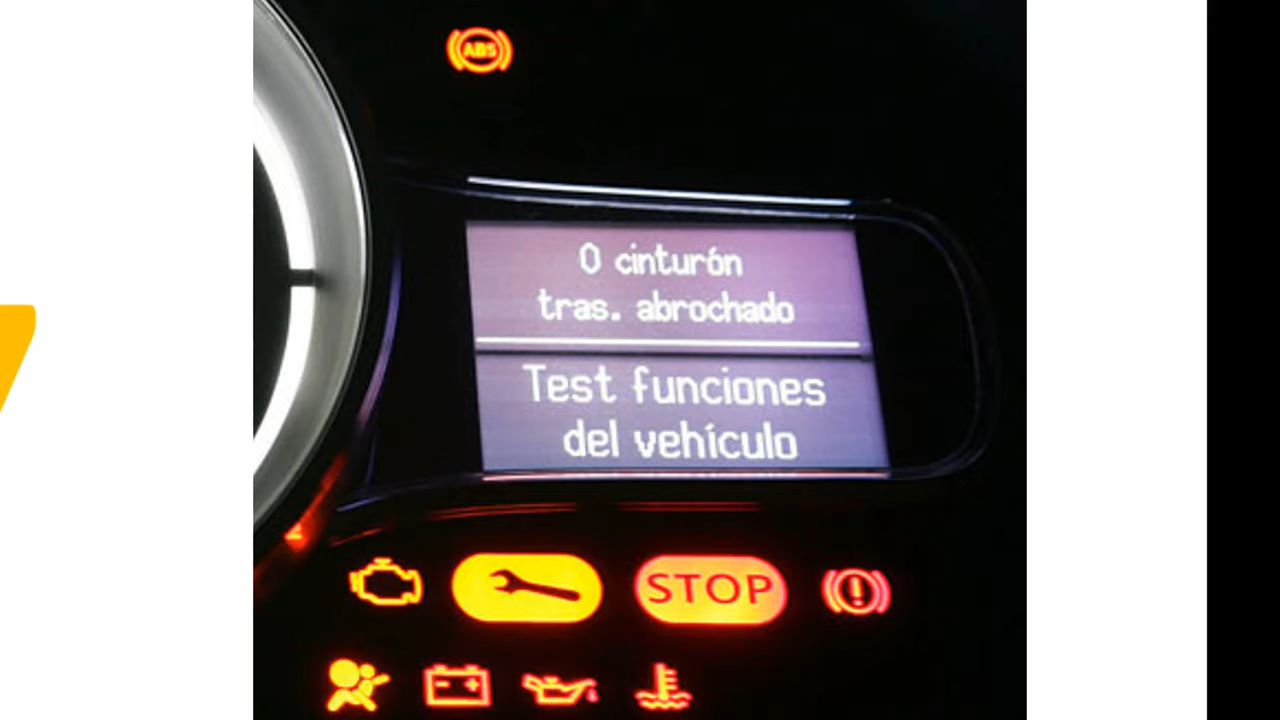 ABS
0 cinturón
tras. abrochado
Test funciones
del vehículo
STOP